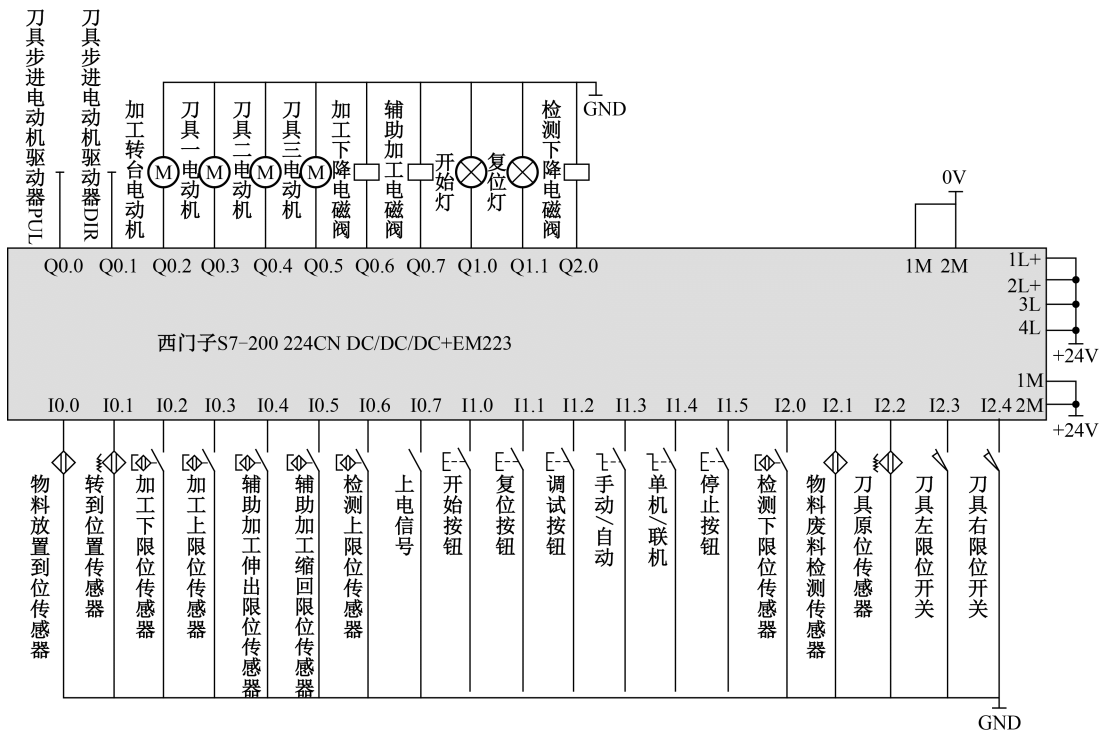 刀具步进电动机驱动器PUL
刀具步进电动机驱动器DIR
加工转台电动机
刀具一电动机
刀具二电动机
刀具三电动机
加工下降电磁阀
辅助加工电磁阀
开始灯
复位灯
检测下降电磁阀
GND
M
M
M
M
0V
Q0.0
Q0.1
Q0.2
Q0.3
Q0.4
Q0.5
Q0.6
Q0.7
Q1.0
Q1.1
Q2.0
1M
2M
1L+
2L+
3L
4L
+24V
西门子S7-200 224CN DC/DC/DC+EM223
1M
2M
+24V
I0.0
I0.1
I0.2
I0.3
I0.4
I0.5
I0.6
I0.7
I1.0
I1.1
I1.2
I1.3
I1.4
I1.5
I2.0
I2.1
I2.2
I2.3
I2.4
物料放置到位传感器
转到位置传感器
加工下限位传感器
加工上限位传感器
辅助加工伸出限位传感器
辅助加工缩回限位传感器
检测上限位传感器
上电信号
开始按钮
复位按钮
调试按钮
手动/自动
单机/联机
停止按钮
检测下限位传感器
物料废料检测传感器
刀具原位传感器
刀具左限位开关
刀具右限位开关
GND